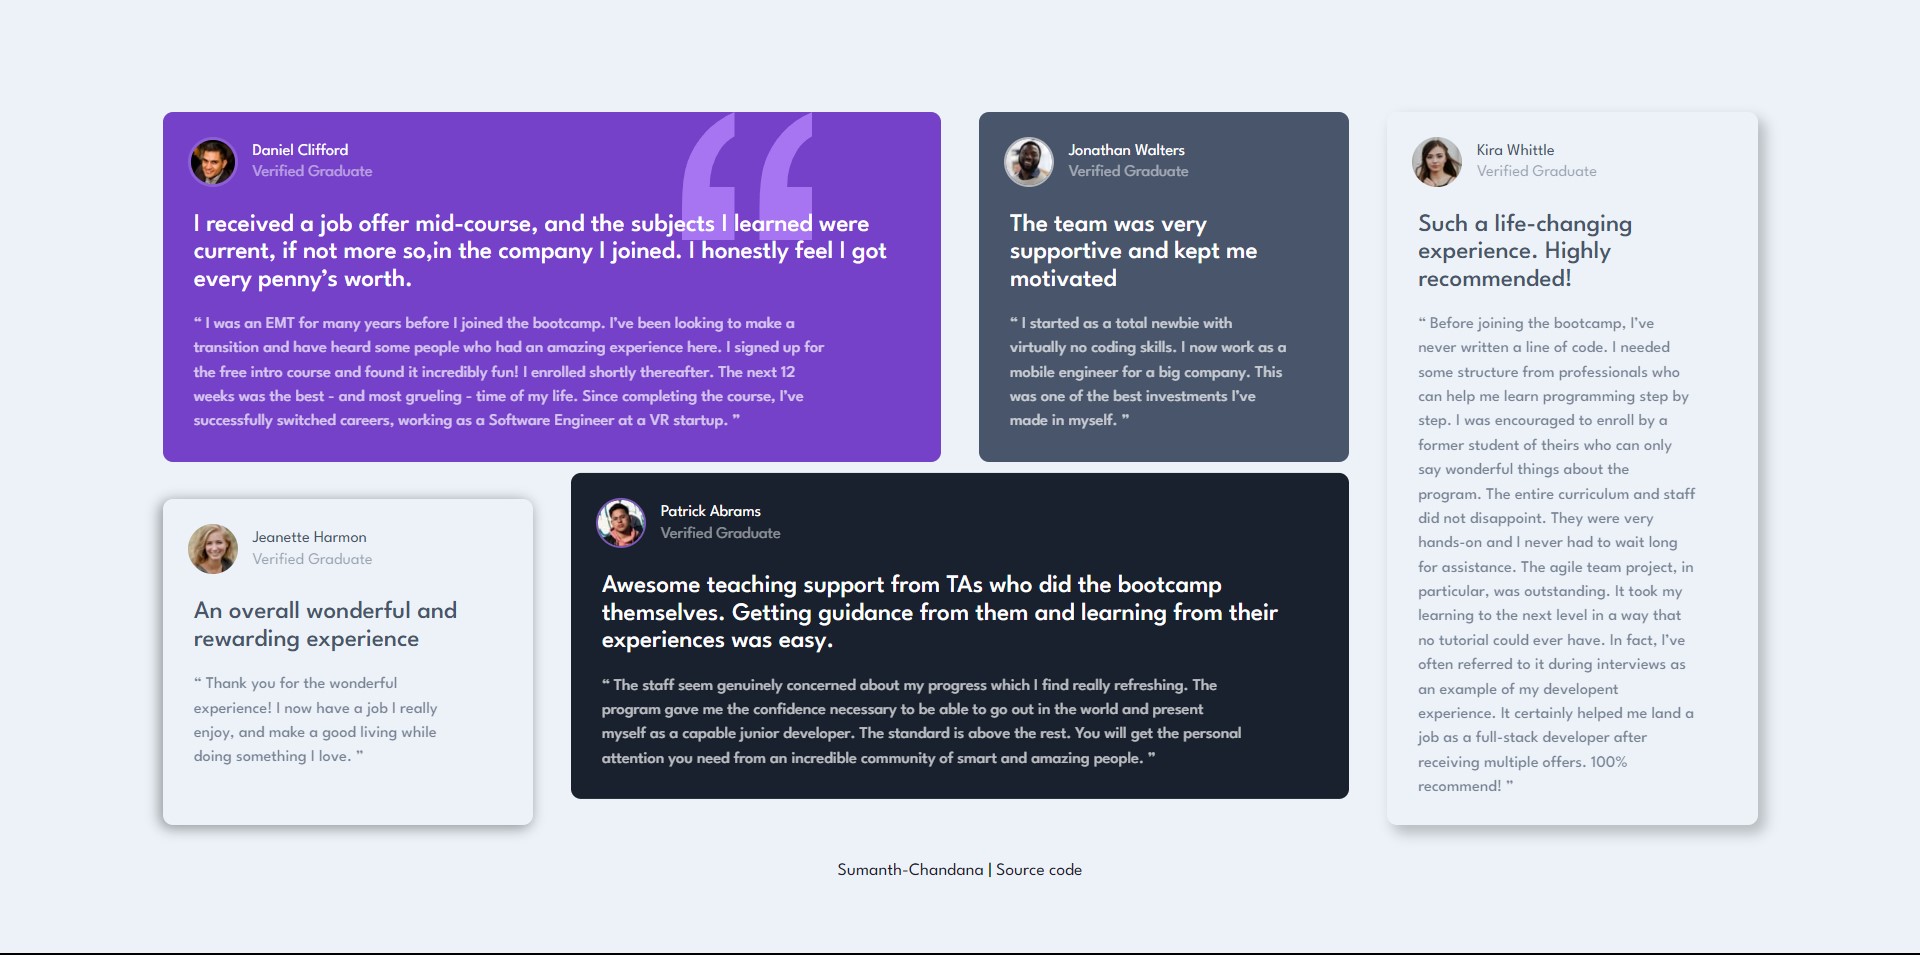 Daniel Clifford
Verified Graduate
I received a job offer mid-course, and the subjects I learned were
current, if not more so,in the company I joined. I honestly feel I got
every penny’s worth.
“ I was an EMT for many years before I joined the bootcamp. I’ve been looking to make a
transition and have heard some people who had an amazing experience here. I signed up for
the free intro course and found it incredibly fun! I enrolled shortly thereafter. The next 12
weeks was the best - and most grueling - time of my life. Since completing the course, I’ve
successfully switched careers, working as a Software Engineer at a VR startup. ”
Jonathan Walters
Verified Graduate
The team was very
supportive and kept me
motivated
“ I started as a total newbie with
virtually no coding skills. I now work as a
mobile engineer for a big company. This
was one of the best investments I’ve
made in myself. ”
Kira Whittle
Verified Graduate
Such a life-changing
experience. Highly
recommended!
“ Before joining the bootcamp, I’ve
never written a line of code. I needed
some structure from professionals who
can help me learn programming step by
step. I was encouraged to enroll by a
former student of theirs who can only
say wonderful things about the
program. The entire curriculum and staff
did not disappoint. They were very
hands-on and I never had to wait long
for assistance. The agile team project, in
particular, was outstanding. It took my
learning to the next level in a way that
no tutorial could ever have. In fact, I’ve
often referred to it during interviews as
an example of my developent
experience. It certainly helped me land a
job as a full-stack developer after
receiving multiple offers. 100%
recommend! ”
Jeanette Harmon
Verified Graduate
An overall wonderful and
rewarding experience
“ Thank you for the wonderful
experience! I now have a job I really
enjoy, and make a good living while
doing something I love. ”
Patrick Abrams
Verified Graduate
Awesome teaching support from TAs who did the bootcamp
themselves. Getting guidance from them and learning from their
experiences was easy.
“ The staff seem genuinely concerned about my progress which I find really refreshing. The
program gave me the confidence necessary to be able to go out in the world and present
myself as a capable junior developer. The standard is above the rest. You will get the personal
attention you need from an incredible community of smart and amazing people. ”
Sumanth-Chandana | Source code